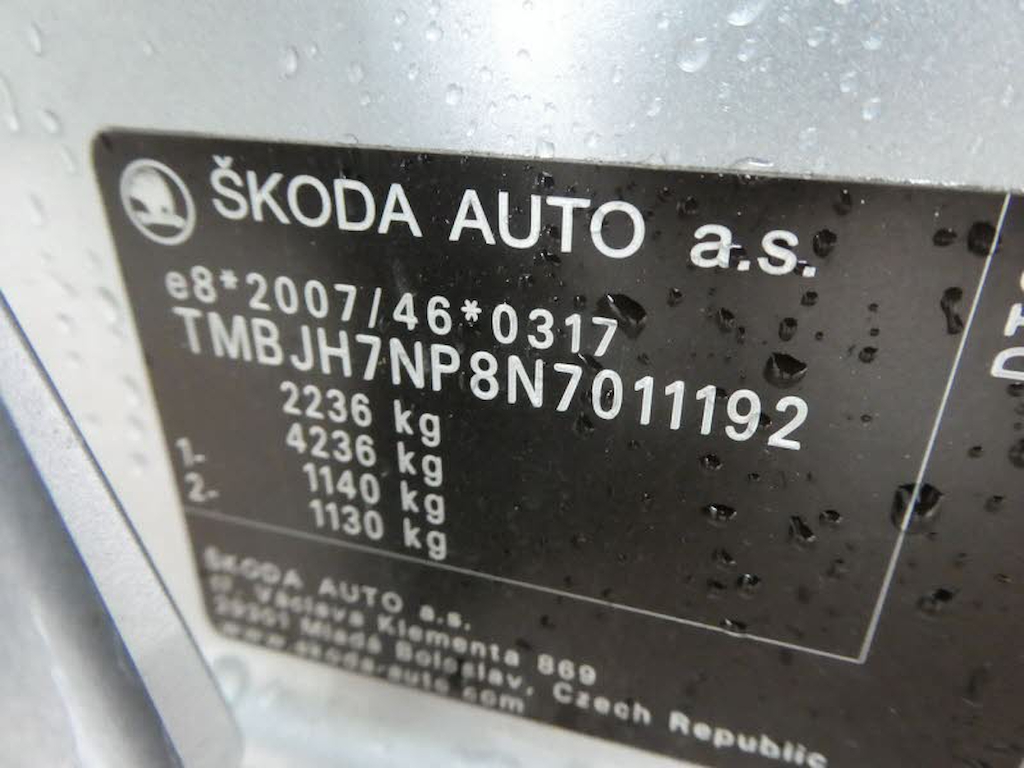 ŠKODA AUTO a.s.
e8*2007/46*0317
TMBJH7NP8N7011192
2236 kg
4236 kg
1- 1140 kg
2- 1130 kg
ŠKODA AUTO a.s.
tř. Václava Klementa 869
29301 Mladá Boleslav, Czech Republic
www.skoda-auto.com